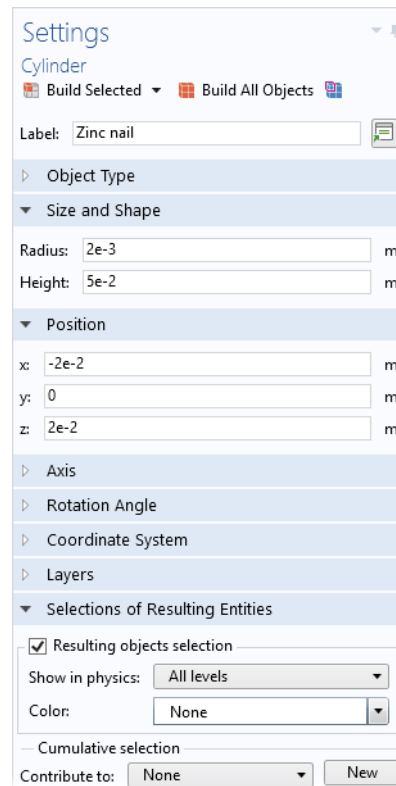 Settings
Cylinder
Build Selected Build All Objects
Label: Zinc nail
Object Type
Size and Shape
Radius: 2e-3 m
Height: 5e-2 m
Position
x: -2e-2 m
y: 0 m
z: 2e-2 m
Axis
Rotation Angle
Coordinate System
Layers
Selections of Resulting Entities
Resulting objects selection
Show in physics: All levels
Color: None
Cumulative selection
Contribute to: None New